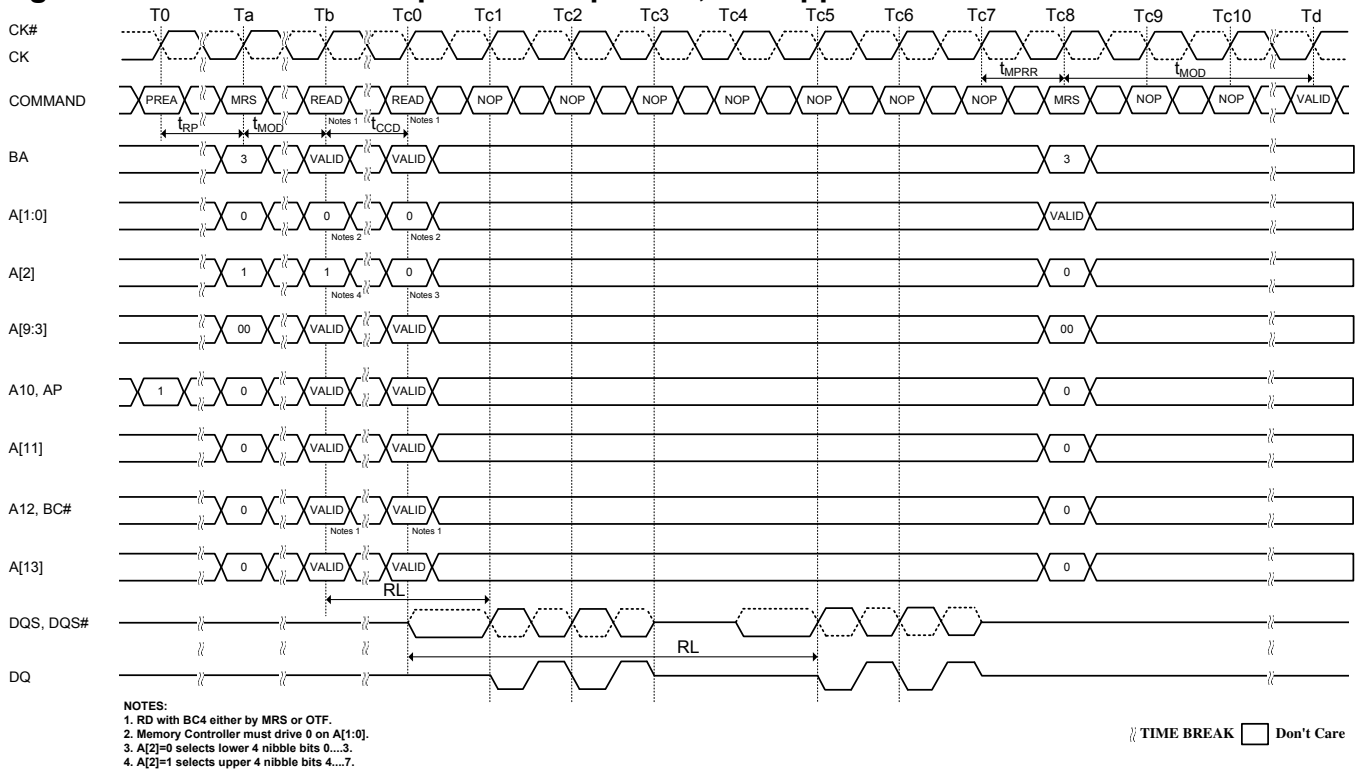 T0 Ta Tb Tc0 Tc1 Tc2 Tc3 Tc4 Tc5 Tc6 Tc7 Tc8 Tc9 Tc10 Td
CK#
CK
tMPRR tMOD
COMMAND PREA MRS READ READ NOP NOP NOP NOP NOP NOP NOP MRS NOP NOP VALID
Notes 1 Notes 1
tRP tMOD tCCD
BA 3 VALID VALID 3
A[1:0] 0 0 0 VALID
Notes 2 Notes 2
A[2] 1 1 0 0
Notes 4 Notes 3
A[9:3] 00 VALID VALID 00
A10, AP 1 0 VALID VALID 0
A[11] 0 VALID VALID 0
A12, BC# 0 VALID VALID 0
Notes 1 Notes 1
A[13] 0 VALID VALID 0
RL
DQS, DQS#
RL
DQ
NOTES:
1. RD with BC4 either by MRS or OTF.
2. Memory Controller must drive 0 on A[1:0].
3. A[2]=0 selects lower 4 nibble bits 0....3.
4. A[2]=1 selects upper 4 nibble bits 4....7.
TIME BREAK Don't Care